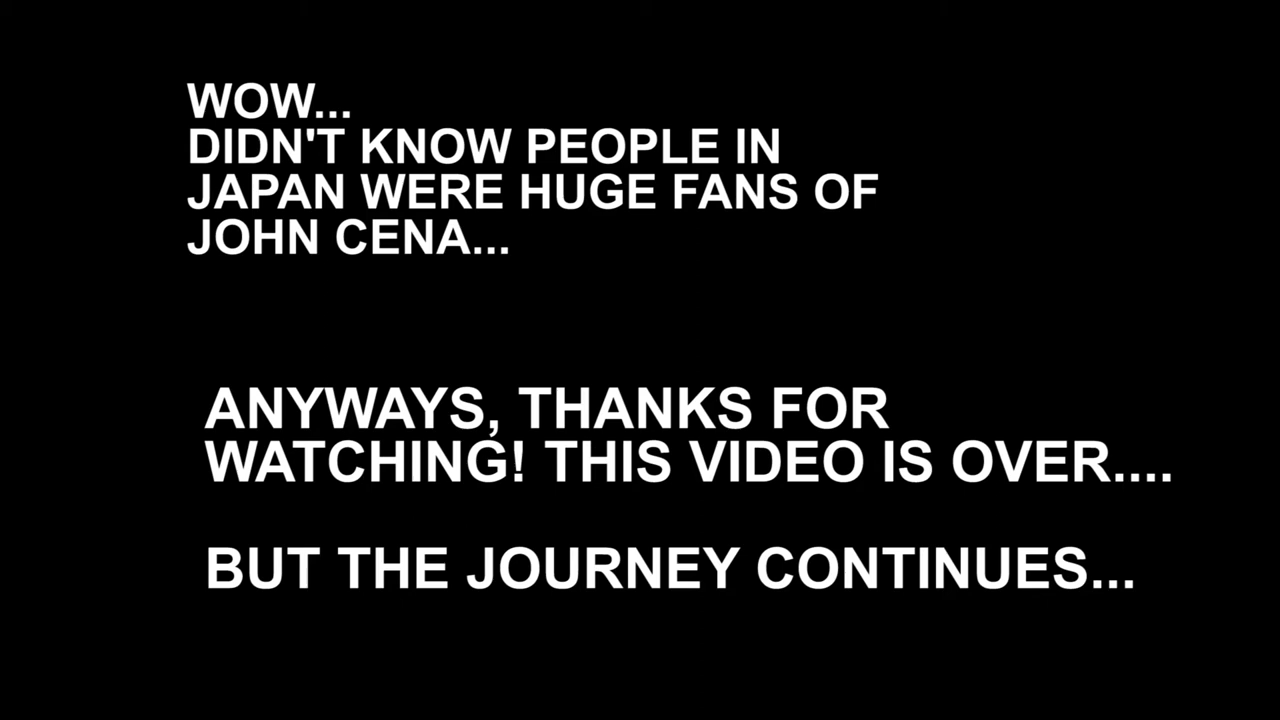 WOW...
DIDN'T KNOW PEOPLE IN
JAPAN WERE HUGE FANS OF
JOHN CENA...
ANYWAYS, THANKS FOR
WATCHING! THIS VIDEO IS OVER....
BUT THE JOURNEY CONTINUES...